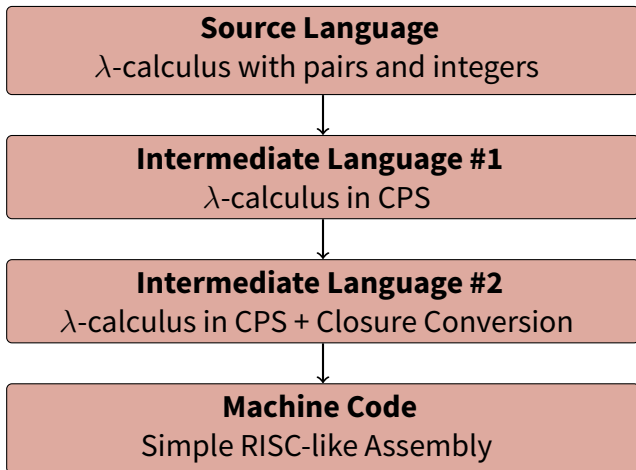 Source Language
λ-calculus with pairs and integers
Intermediate Language #1
λ-calculus in CPS
Intermediate Language #2
λ-calculus in CPS + Closure Conversion
Machine Code
Simple RISC-like Assembly